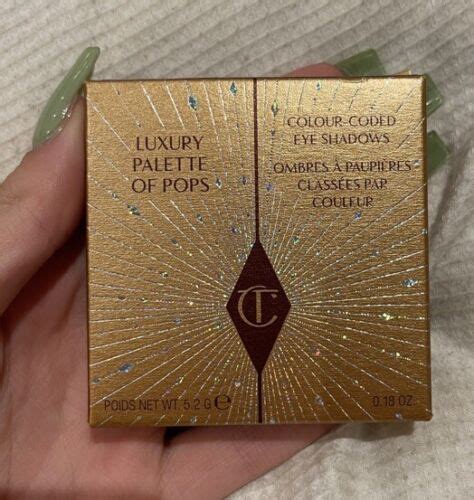 LUXURY
PALETTE
OF POPS
COLOUR-CODED
EYE SHADOWS
OMBRES À PAUPIÈRES
CLASSÉES PAR
COULEUR
CT
POIDS NET WT. 5.2 G ℮
0.18 OZ.